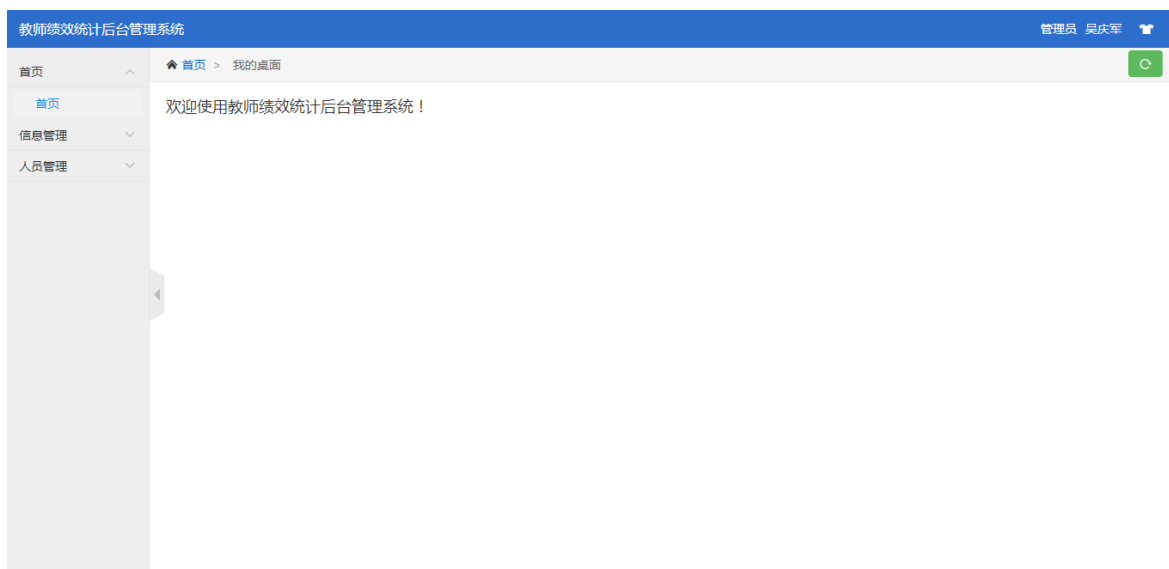 教师绩效统计后台管理系统
管理员 吴庆军
首页
首页 > 我的桌面
首页
欢迎使用教师绩效统计后台管理系统！
信息管理
人员管理